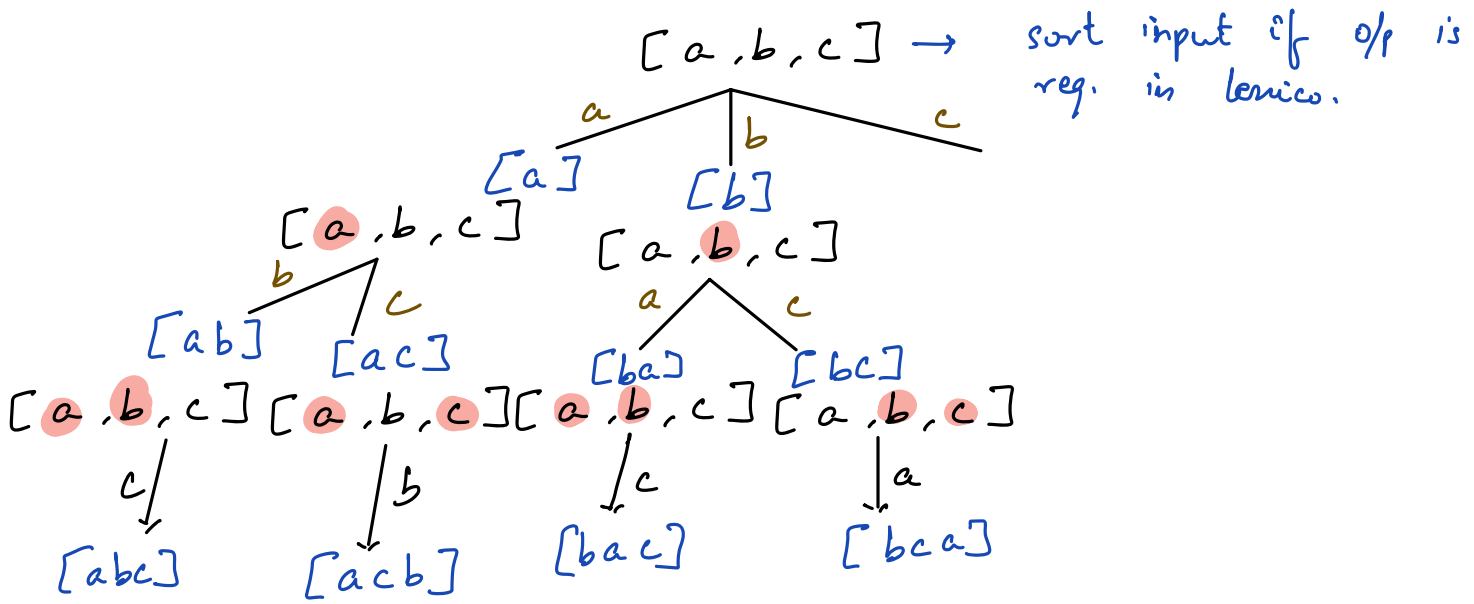 [ a , b , c ] → sort input if o/p is
req. in lexico.
a b c
[a] [b]
[ a , b , c ] [ a , b , c ]
b c a c
[ab] [ac] [ba] [bc]
[ a , b , c ] [ a , b , c ] [ a , b , c ] [ a , b , c ]
c b c a
[abc] [acb] [bac] [bca]